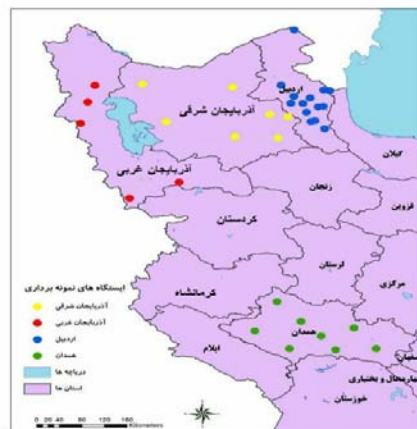 اردبیل
آذربایجان شرقی
گیلان
آذربایجان غربی
زنجان
قزوین
کردستان
لرستان
مرکزی
کرمانشاه
همدان
ایلام
چهارمحال و بختیاری
خوزستان
ایستگاه های نمونه برداری
آذربایجان شرقی
آذربایجان غربی
اردبیل
همدان
دریاچه ها
استان ها
0 20 40 80 120 160
Kilometers